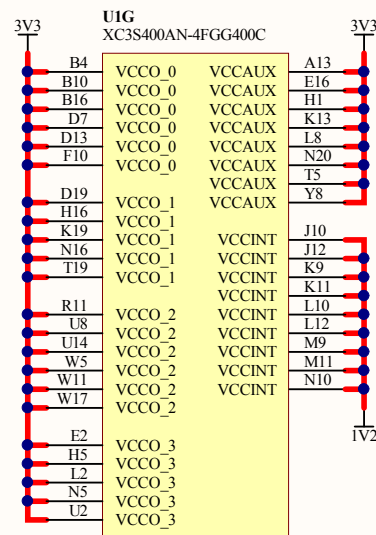 U1G
XC3S400AN-4FGG400C
3V3 3V3
B4 VCCO_0 VCCAUX A13
B10 VCCO_0 VCCAUX E16
B16 VCCO_0 VCCAUX H1
D7 VCCO_0 VCCAUX K13
D13 VCCO_0 VCCAUX L8
F10 VCCO_0 VCCAUX N20
VCCAUX T5
D19 VCCO_1 VCCAUX Y8
H16 VCCO_1
K19 VCCO_1 VCCINT J10
N16 VCCO_1 VCCINT J12
T19 VCCO_1 VCCINT K9
VCCINT K11
R11 VCCO_2 VCCINT L10
U8 VCCO_2 VCCINT L12
U14 VCCO_2 VCCINT M9
W5 VCCO_2 VCCINT M11
W11 VCCO_2 VCCINT N10
W17 VCCO_2
1V2
E2 VCCO_3
H5 VCCO_3
L2 VCCO_3
N5 VCCO_3
U2 VCCO_3